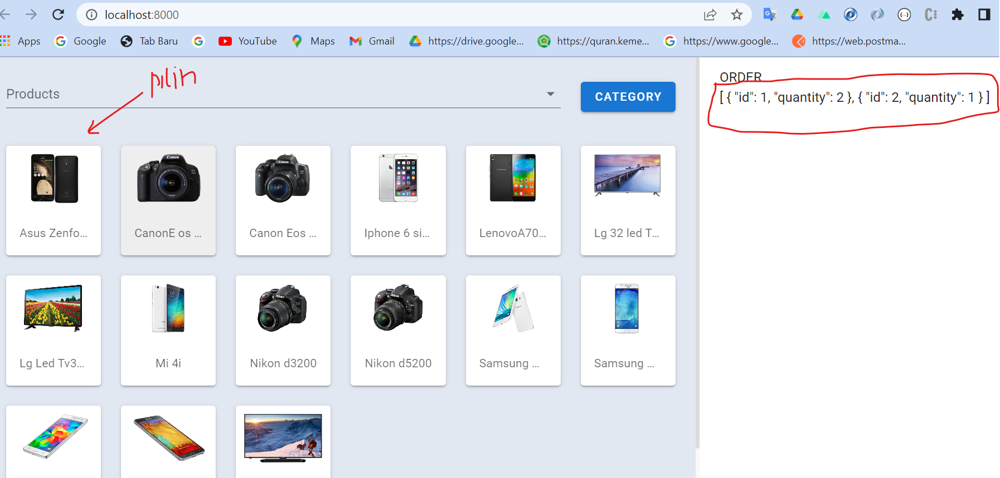 localhost:8000
Apps Google Tab Baru YouTube Maps Gmail https://drive.google... https://quran.keme... https://www.google... https://web.postma...
pilih
Products
CATEGORY
ORDER
[ { "id": 1, "quantity": 2 }, { "id": 2, "quantity": 1 } ]
Asus Zenfo... CanonE os ... Canon Eos ... Iphone 6 si... LenovoA70... Lg 32 led T...
Lg Led Tv3... Mi 4i Nikon d3200 Nikon d5200 Samsung ... Samsung ...